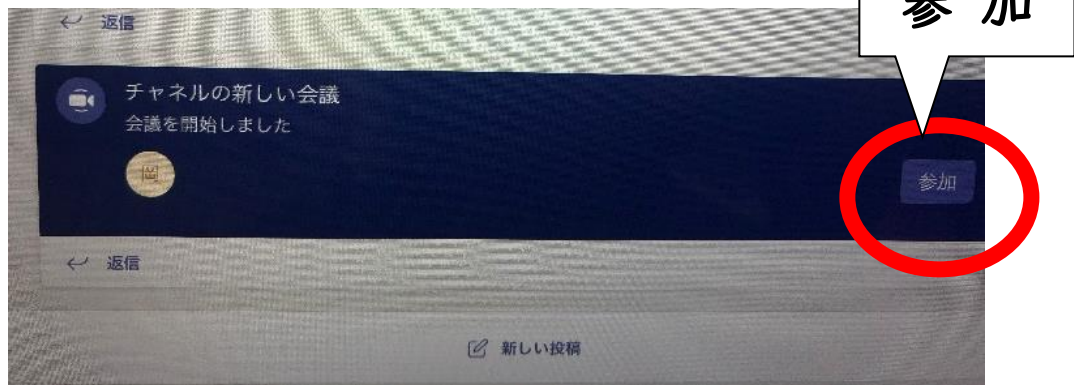 返信
参加
チャネルの新しい会議
会議を開始しました
参加
返信
新しい投稿